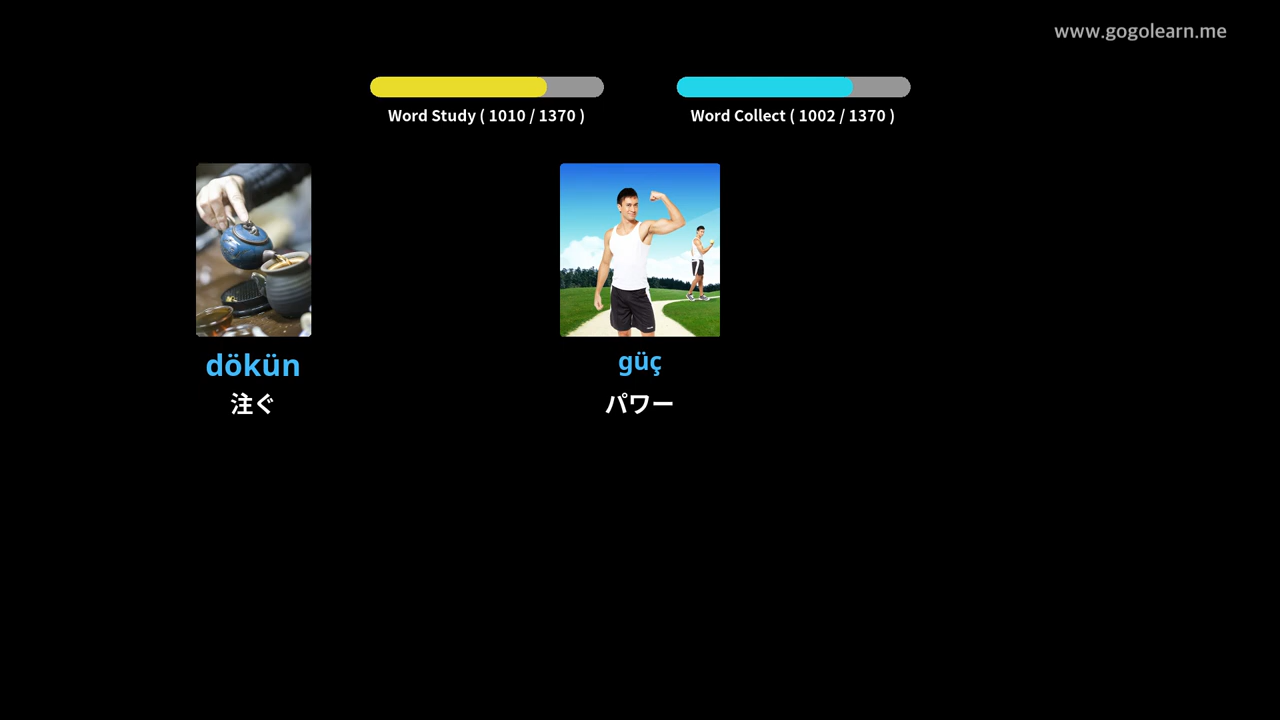 www.gogolearn.me
Word Study ( 1010 / 1370 )
Word Collect ( 1002 / 1370 )
dökün
注ぐ
güç
パワー